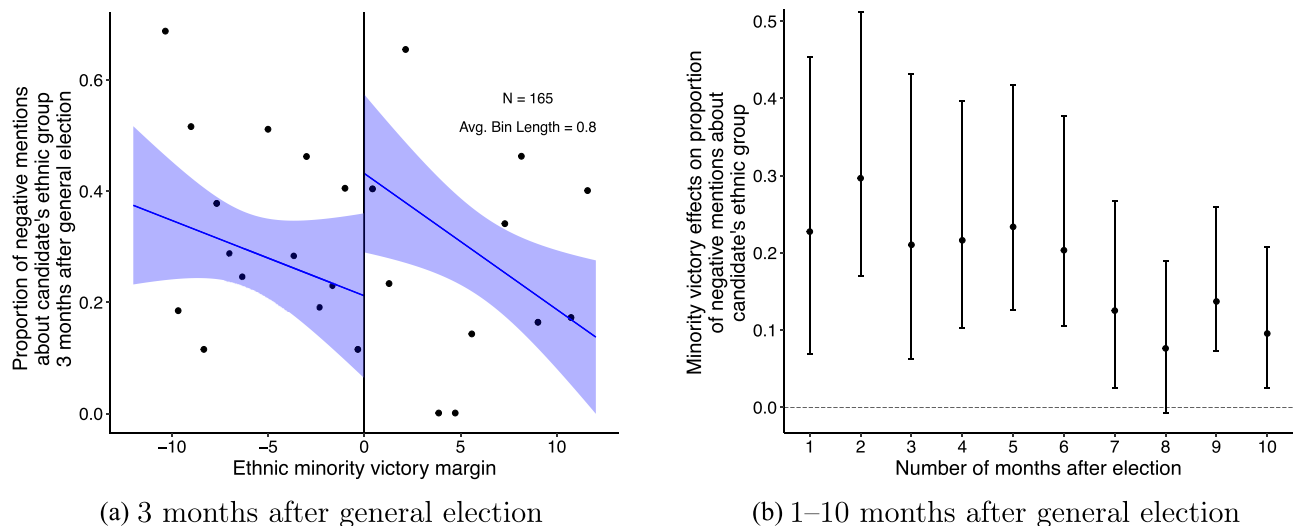 Proportion of negative mentions
about candidate's ethnic group
3 months after general election
0.6
0.4
0.2
0.0
N = 165
Avg. Bin Length = 0.8
−10
−5
0
5
10
Ethnic minority victory margin
(a) 3 months after general election
Minority victory effects on proportion
of negative mentions about
candidate's ethnic group
0.5
0.4
0.3
0.2
0.1
0.0
1
2
3
4
5
6
7
8
9
10
Number of months after election
(b) 1–10 months after general election